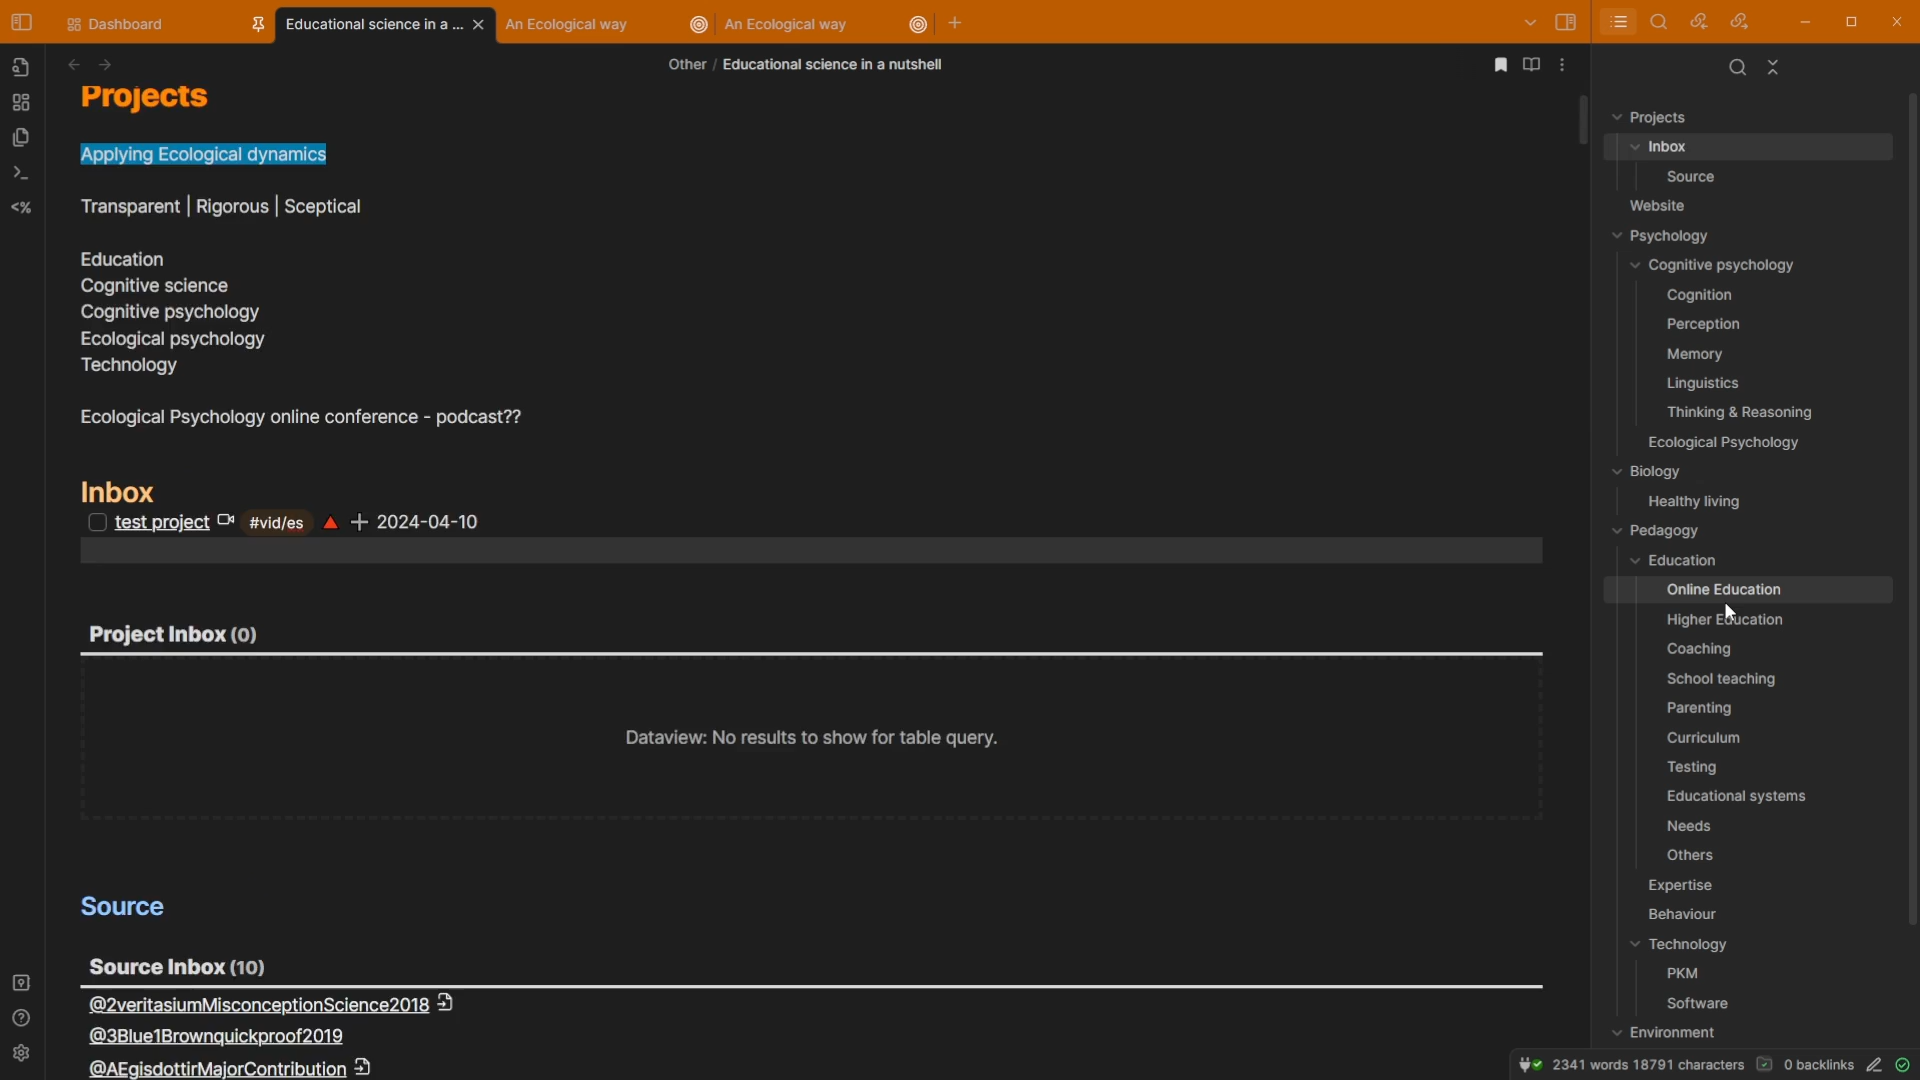 Dashboard
Educational science in a ...
An Ecological way
An Ecological way
Other / Educational science in a nutshell
Projects
Applying Ecological dynamics
Transparent | Rigorous | Sceptical
Education
Cognitive science
Cognitive psychology
Ecological psychology
Technology
Ecological Psychology online conference - podcast??
Inbox
test project #vid/es 2024-04-10
Project Inbox (0)
Dataview: No results to show for table query.
Source
Source Inbox (10)
@2veritasiumMisconceptionScience2018
@3Blue1Brownquickproof2019
@AEgisdottirMajorContribution
Projects
Inbox
Source
Website
Psychology
Cognitive psychology
Cognition
Perception
Memory
Linguistics
Thinking & Reasoning
Ecological Psychology
Biology
Healthy living
Pedagogy
Education
Online Education
Higher Education
Coaching
School teaching
Parenting
Curriculum
Testing
Educational systems
Needs
Others
Expertise
Behaviour
Technology
PKM
Software
Environment
2341 words 18791 characters
0 backlinks